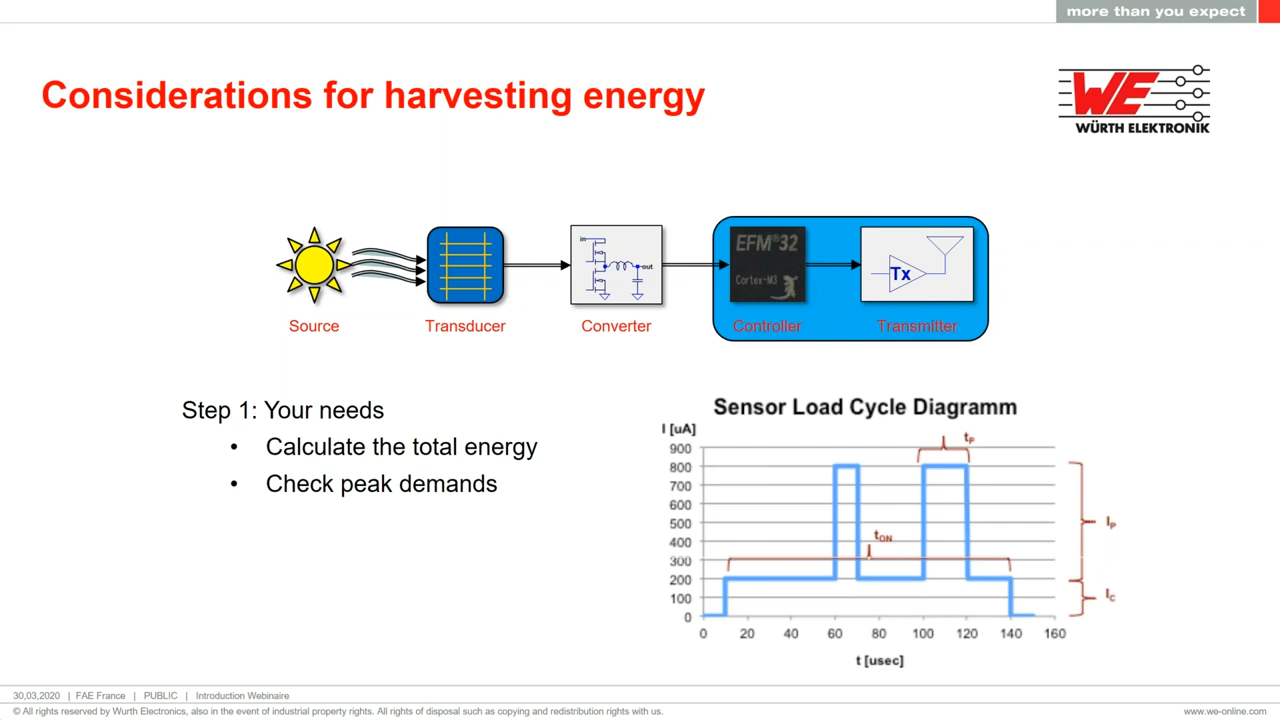 more than you expect
Considerations for harvesting energy
WE
WÜRTH ELEKTRONIK
in
out
EFM®32
Cortex-M3
Tx
Source
Transducer
Converter
Controller
Transmitter
Step 1: Your needs
• Calculate the total energy
• Check peak demands
Sensor Load Cycle Diagramm
I [uA]
900
800
700
600
500
400
300
200
100
0
tP
tON
IP
IC
0 20 40 60 80 100 120 140 160
t [usec]
30,03,2020 | FAE France | PUBLIC | Introduction Webinaire
© All rights reserved by Wurth Electronics, also in the event of industrial property rights. All rights of disposal such as copying and redistribution rights with us.
www.we-online.com